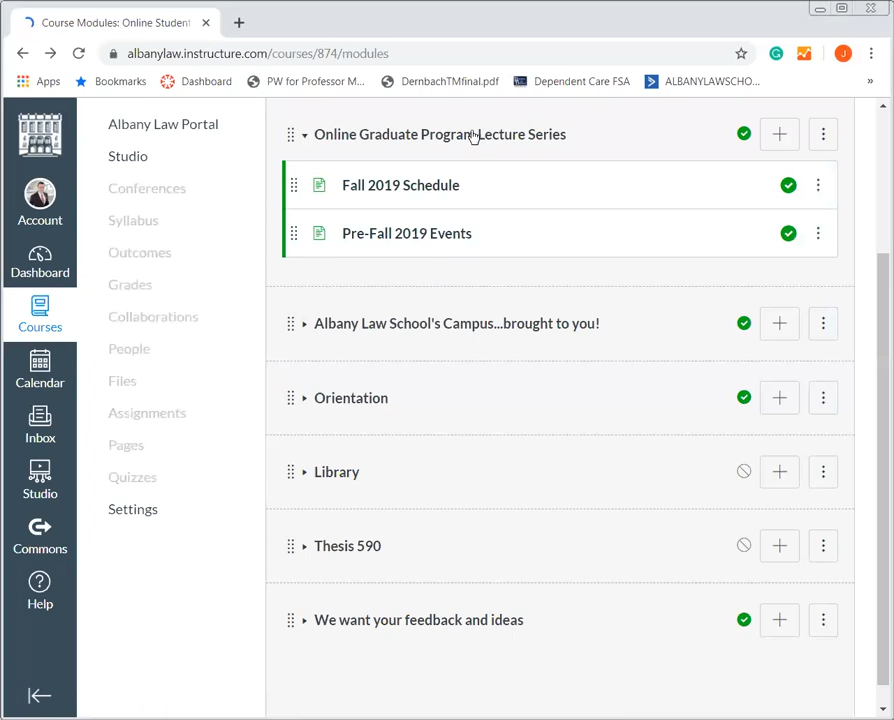 Course Modules: Online Student
albanylaw.instructure.com/courses/874/modules
J
Apps
Bookmarks
Dashboard
PW for Professor M...
DernbachTMfinal.pdf
Dependent Care FSA
ALBANYLAWSCHO...
»
Account
Dashboard
Courses
Calendar
Inbox
Studio
Commons
Help
Albany Law Portal
Studio
Conferences
Syllabus
Outcomes
Grades
Collaborations
People
Files
Assignments
Pages
Quizzes
Settings
Online Graduate Program Lecture Series
Fall 2019 Schedule
Pre-Fall 2019 Events
Albany Law School's Campus...brought to you!
Orientation
Library
Thesis 590
We want your feedback and ideas